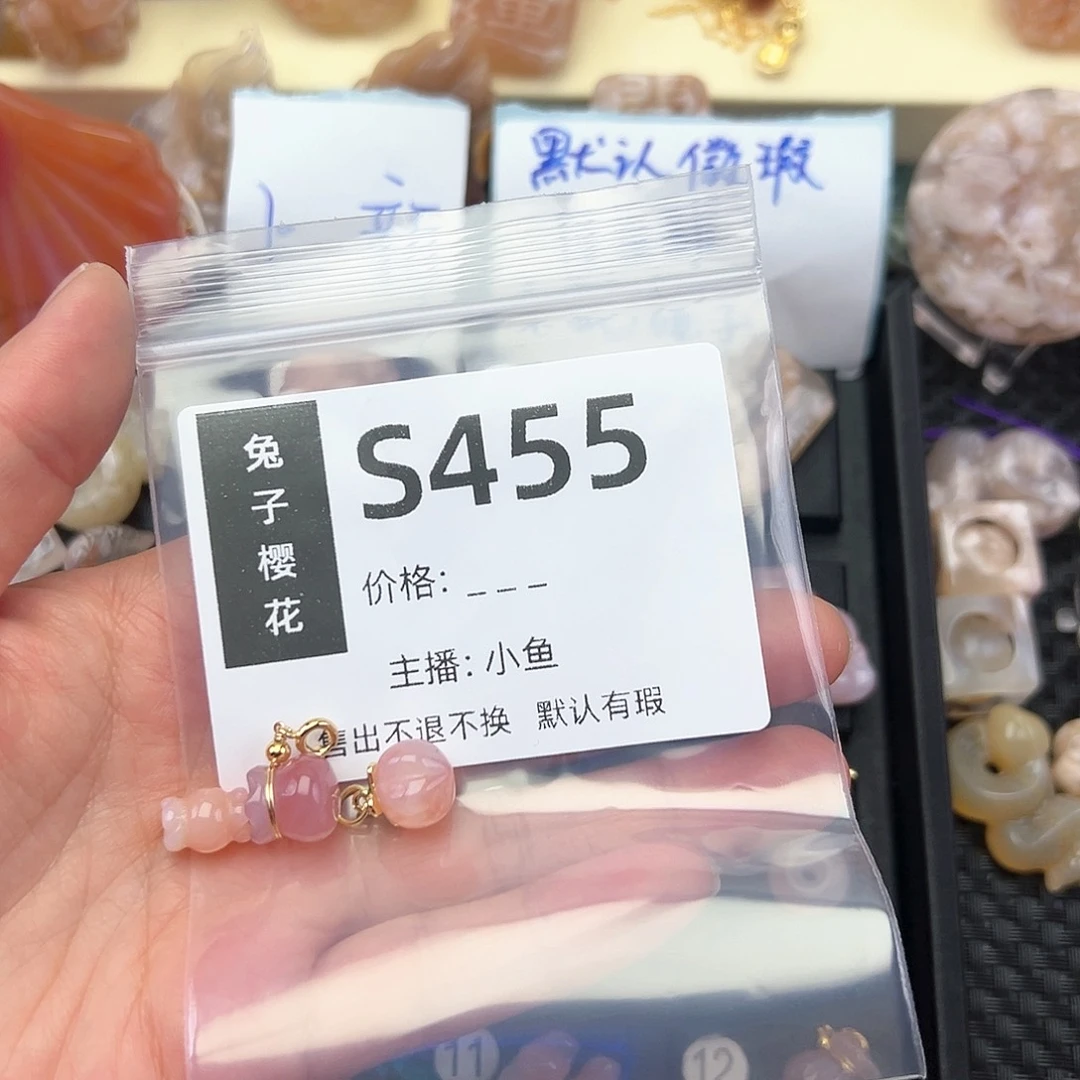 默认微瑕
兔子樱花
S455
价格: _ _ _
主播: 小鱼
售出不退不换 默认有瑕
11
12